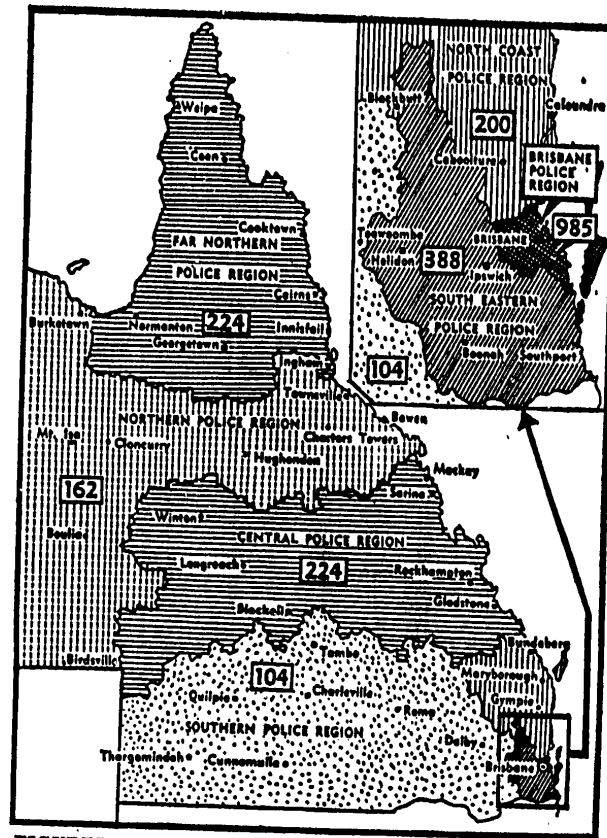 Weipa
Coen
Cooktown
FAR NORTHERN
POLICE REGION
Cairns
Burketown
Normanton
224
Innisfail
Georgetown
Ingham
Townsville
NORTHERN POLICE REGION
Bowen
Charters Towers
Mt. Isa
Cloncurry
Hughenden
Mackay
162
Sarina
Winton
Boulia
CENTRAL POLICE REGION
Longreach
224
Rockhampton
Gladstone
Blackall
Bundaberg
Birdsville
Tambo
104
Maryborough
Quilpie
Charleville
Gympie
Roma
SOUTHERN POLICE REGION
Dalby
Thargomindah
Cunnamulla
Brisbane
NORTH COAST
POLICE REGION
Blackbutt
Caloundra
200
Caboolture
BRISBANE
POLICE
REGION
985
Toowoomba
BRISBANE
Helidon
388
Ipswich
SOUTH EASTERN
POLICE REGION
104
Boonah
Southport